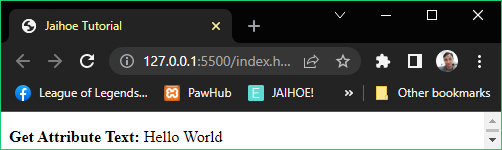 Jaihoe Tutorial
127.0.0.1:5500/index.h...
League of Legends... PawHub JAIHOE! » Other bookmarks
Get Attribute Text: Hello World